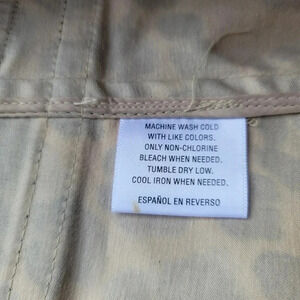 MACHINE WASH COLD
WITH LIKE COLORS.
ONLY NON-CHLORINE
BLEACH WHEN NEEDED.
TUMBLE DRY LOW.
COOL IRON WHEN NEEDED.
ESPAÑOL EN REVERSO